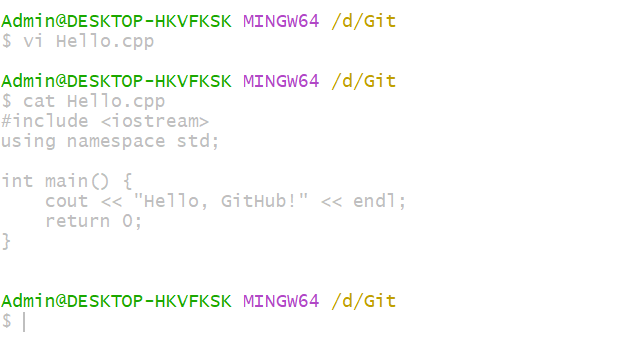 Admin@DESKTOP-HKVFKSK MINGW64 /d/Git
$ vi Hello.cpp
Admin@DESKTOP-HKVFKSK MINGW64 /d/Git
$ cat Hello.cpp
#include <iostream>
using namespace std;
int main() {
    cout << "Hello, GitHub!" << endl;
    return 0;
}
Admin@DESKTOP-HKVFKSK MINGW64 /d/Git
$